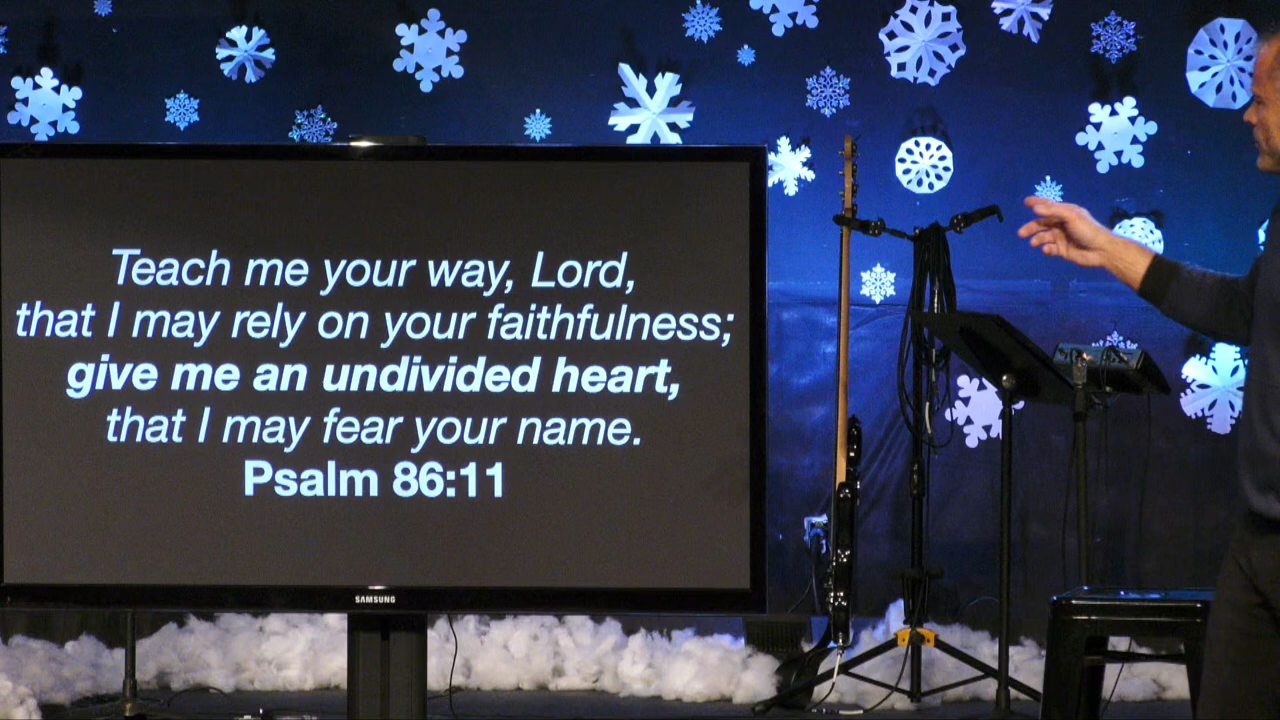 Teach me your way, Lord,
that I may rely on your faithfulness;
give me an undivided heart,
that I may fear your name.
Psalm 86:11
SAMSUNG